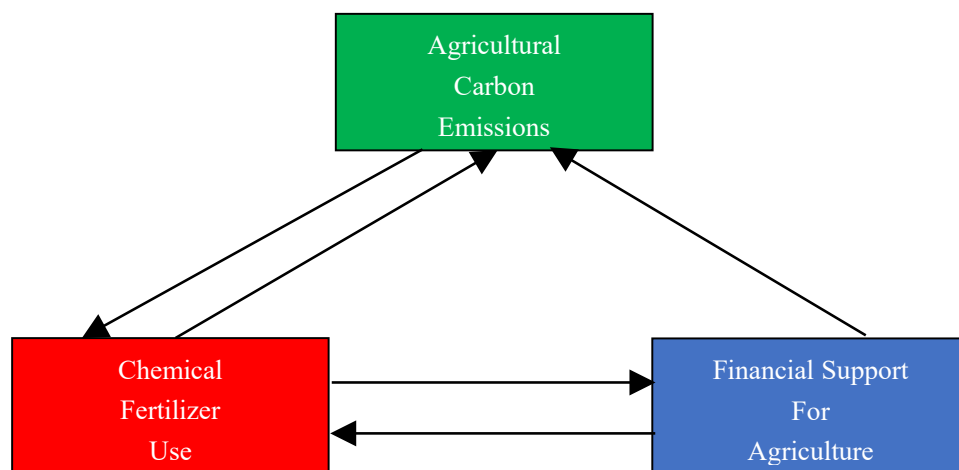 Agricultural
Carbon
Emissions
Chemical
Fertilizer
Use
Financial Support
For
Agriculture